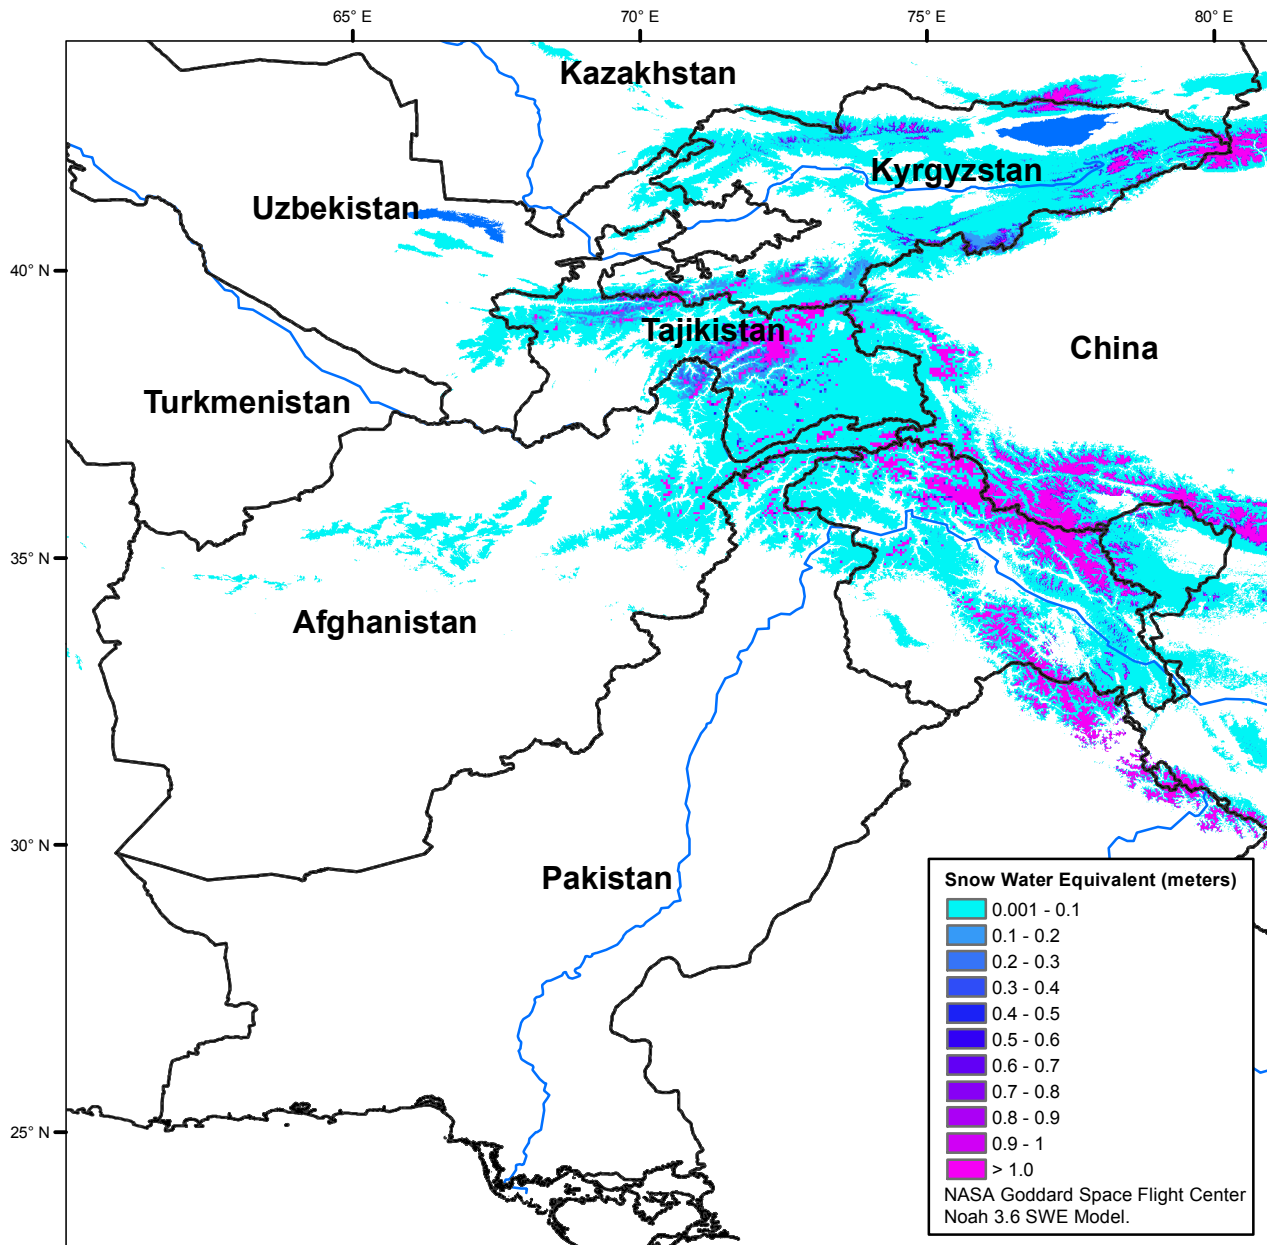 65° E
70° E
75° E
80° E
Kazakhstan
Kyrgyzstan
Uzbekistan
40° N
Tajikistan
China
Turkmenistan
35° N
Afghanistan
30° N
Pakistan
25° N
Snow Water Equivalent (meters)
0.001 - 0.1
0.1 - 0.2
0.2 - 0.3
0.3 - 0.4
0.4 - 0.5
0.5 - 0.6
0.6 - 0.7
0.7 - 0.8
0.8 - 0.9
0.9 - 1
> 1.0
NASA Goddard Space Flight Center
Noah 3.6 SWE Model.